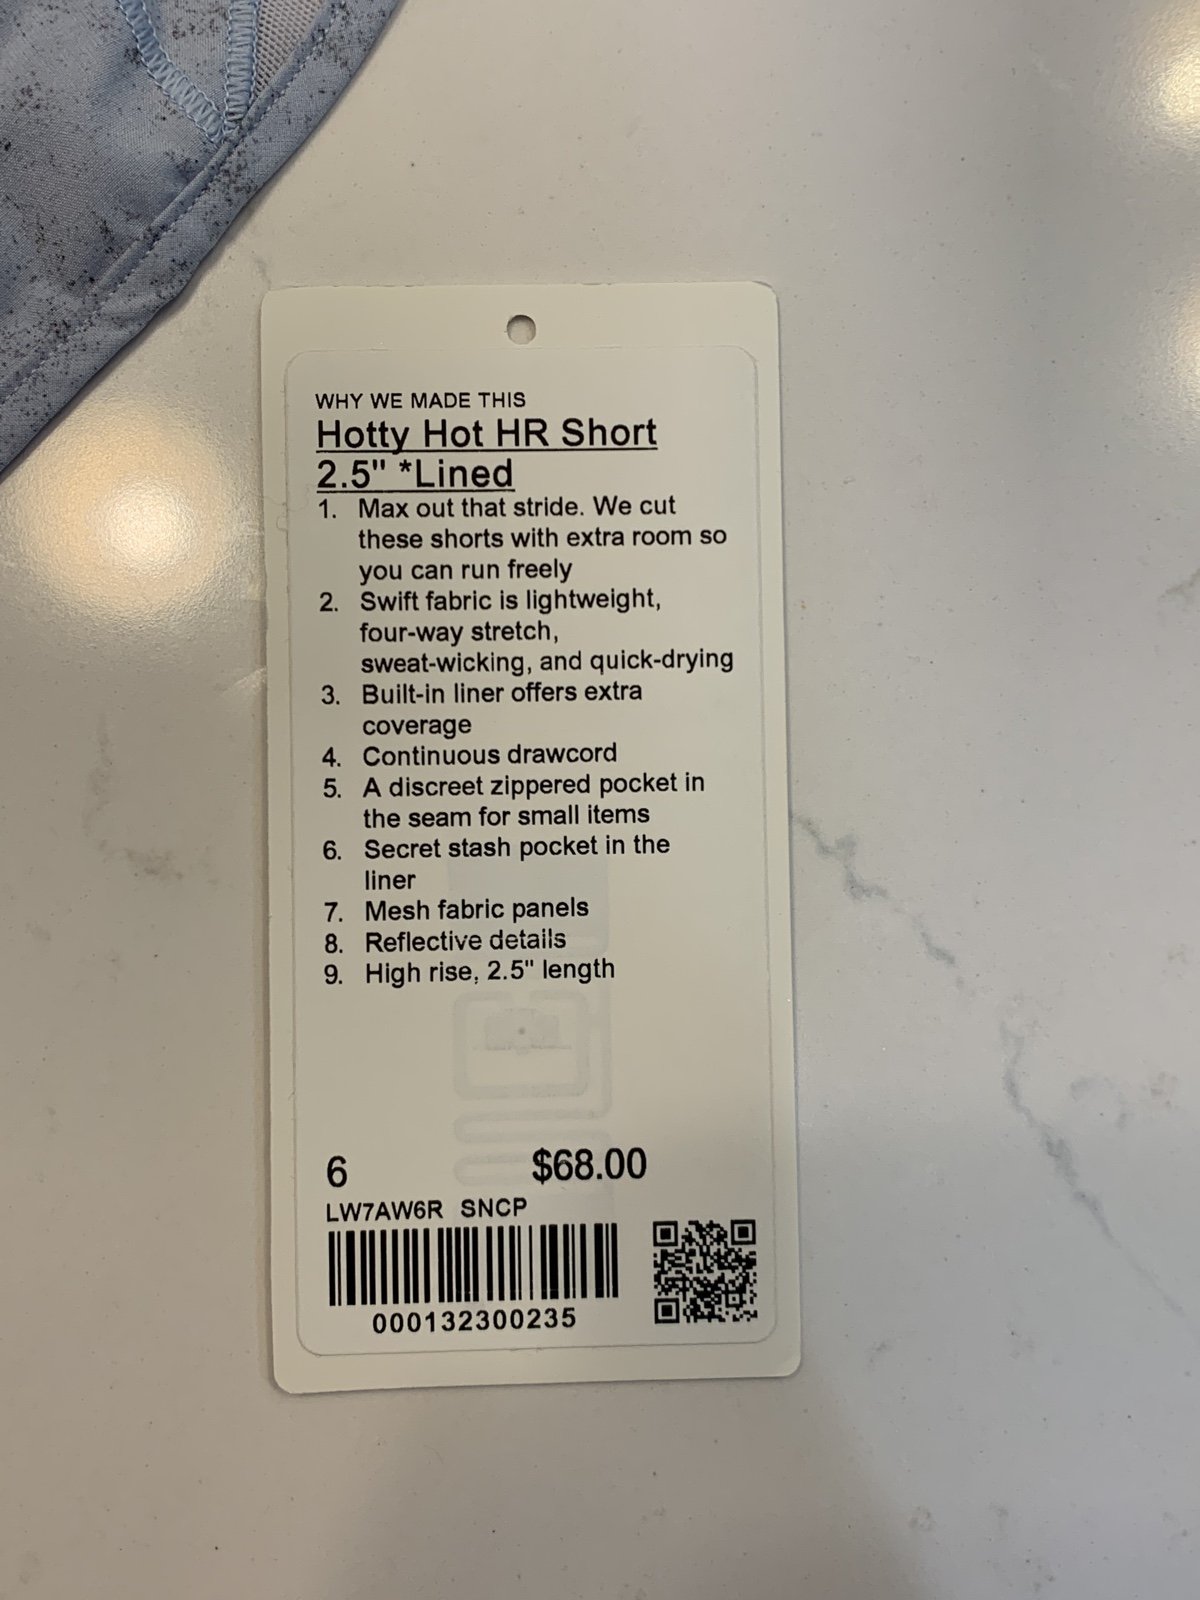 WHY WE MADE THIS
Hotty Hot HR Short
2.5" *Lined
1. Max out that stride. We cut
these shorts with extra room so
you can run freely
2. Swift fabric is lightweight,
four-way stretch,
sweat-wicking, and quick-drying
3. Built-in liner offers extra
coverage
4. Continuous drawcord
5. A discreet zippered pocket in
the seam for small items
6. Secret stash pocket in the
liner
7. Mesh fabric panels
8. Reflective details
9. High rise, 2.5" length
6 $68.00
LW7AW6R SNCP
000132300235